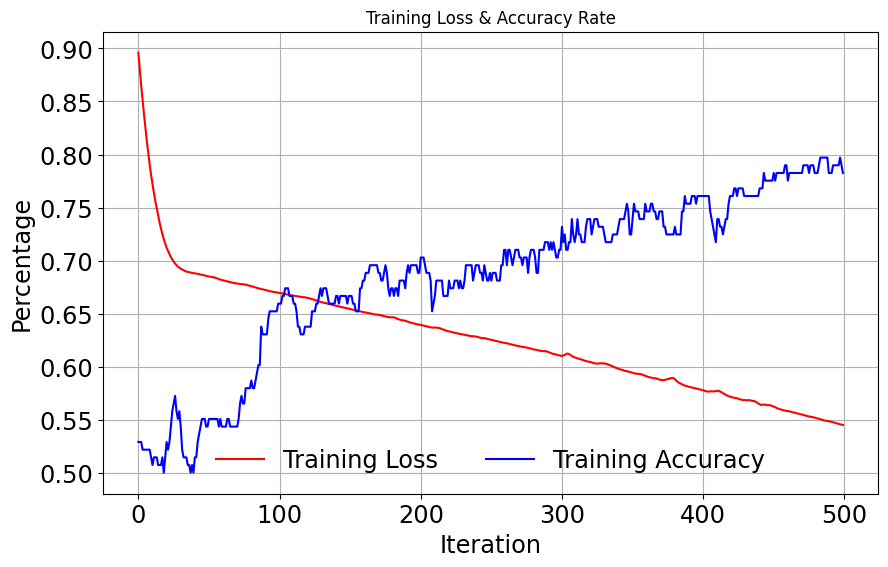 Training Loss & Accuracy Rate
0.90
0.85
0.80
0.75
0.70
0.65
0.60
0.55
0.50
Percentage
Training Loss
Training Accuracy
0 100 200 300 400 500
Iteration